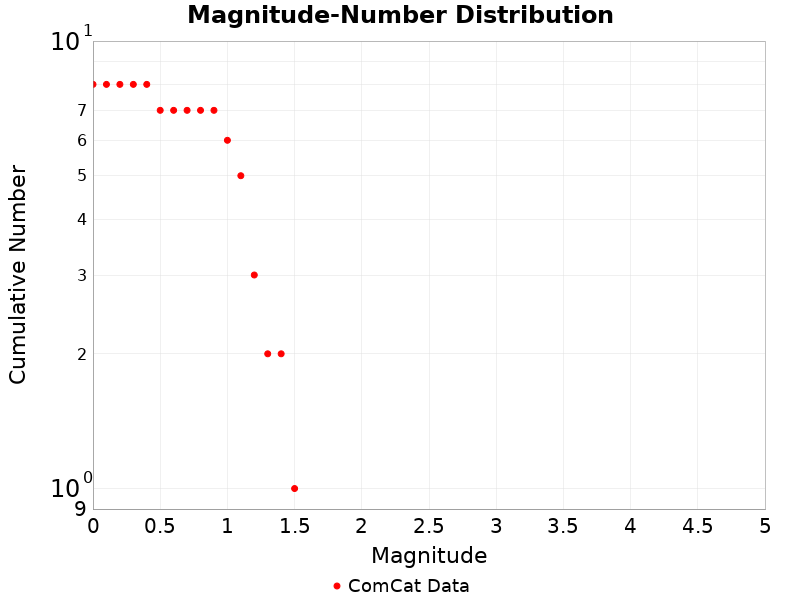 Magnitude-Number Distribution
10^1
7
6
5
4
3
2
10^0
9
Cumulative Number
0 0.5 1 1.5 2 2.5 3 3.5 4 4.5 5
Magnitude
ComCat Data